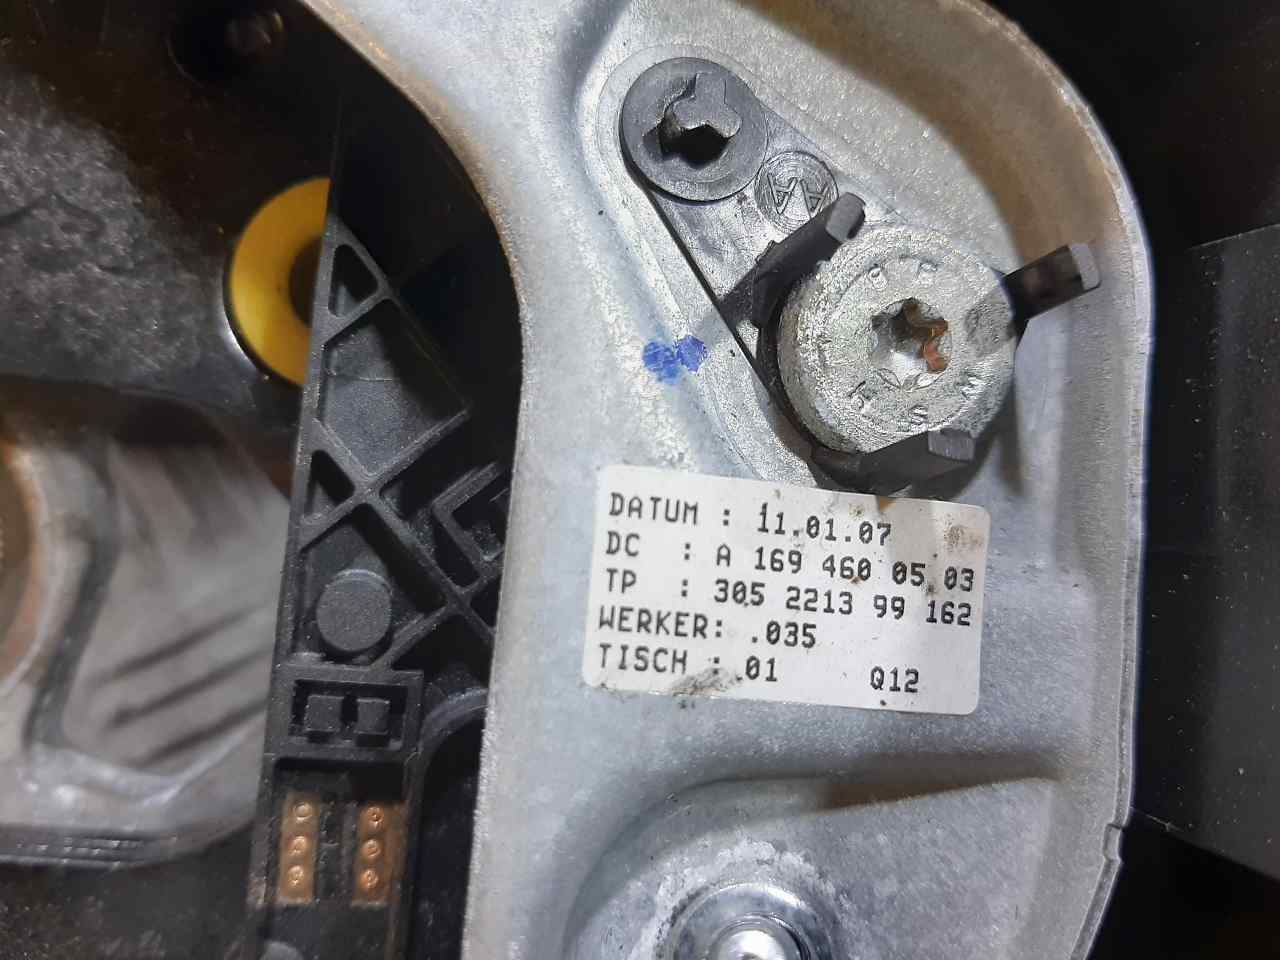 DATUM : 11.01.07
DC : A 169 460 05 03
TP : 305 2213 99 162
WERKER: .035
TISCH : 01 Q12